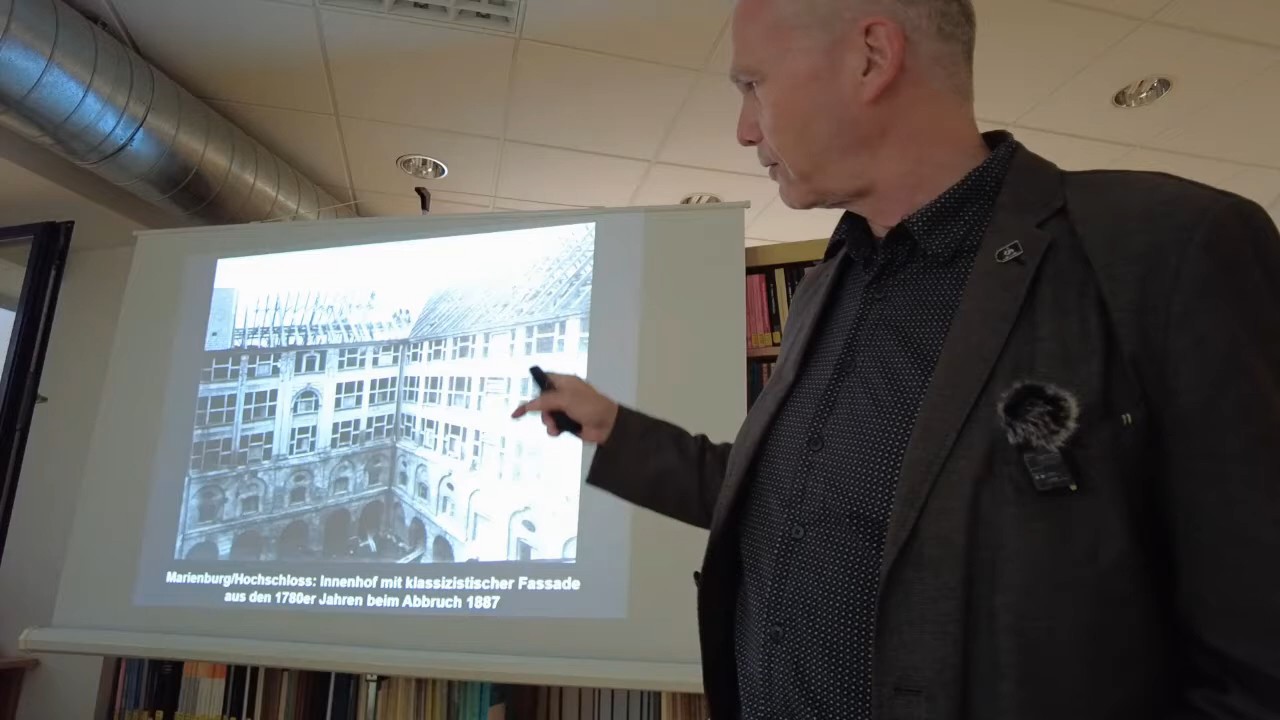 Marienburg/Hochschloss: Innenhof mit klassizistischer Fassade
aus den 1780er Jahren beim Abbruch 1887